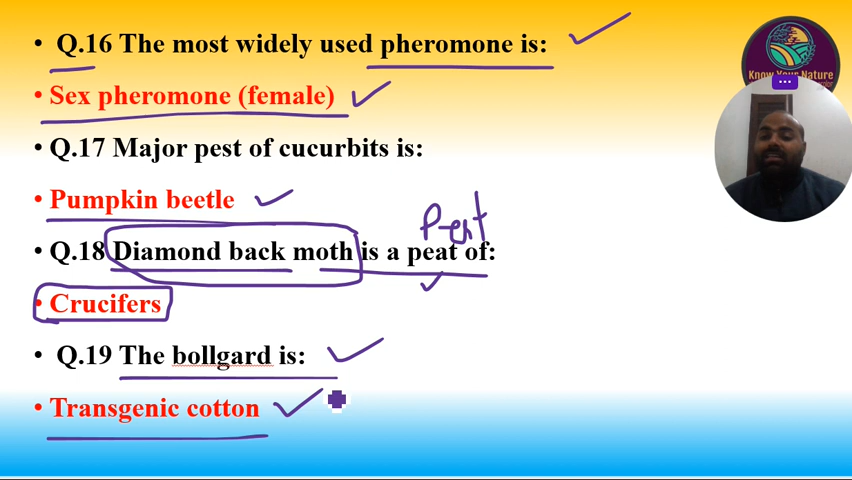 • Q.16 The most widely used pheromone is:
• Sex pheromone (female)
• Q.17 Major pest of cucurbits is:
• Pumpkin beetle
Pest
• Q.18 Diamond back moth is a peat of:
• Crucifers
• Q.19 The bollgard is:
• Transgenic cotton
Know Your Nature